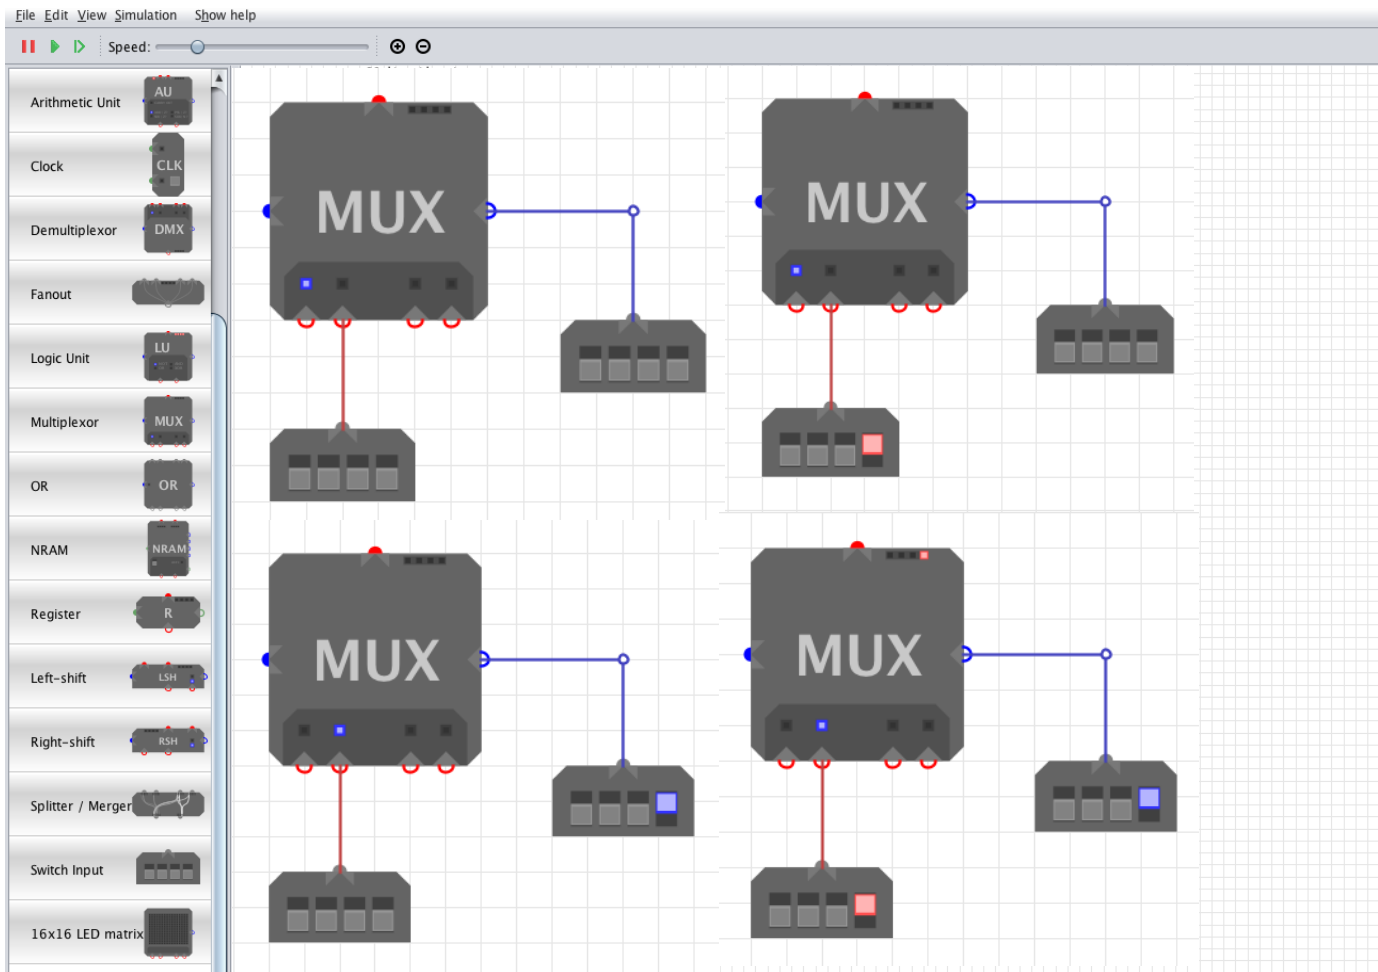 File Edit View Simulation Show help
Speed:
Arithmetic Unit AU
Clock CLK
Demultiplexor DMX
Fanout
Logic Unit LU
Multiplexor MUX
OR OR
NRAM NRAM
Register R
Left-shift LSH
Right-shift RSH
Splitter / Merger
Switch Input
16x16 LED matrix
MUX
MUX
MUX
MUX